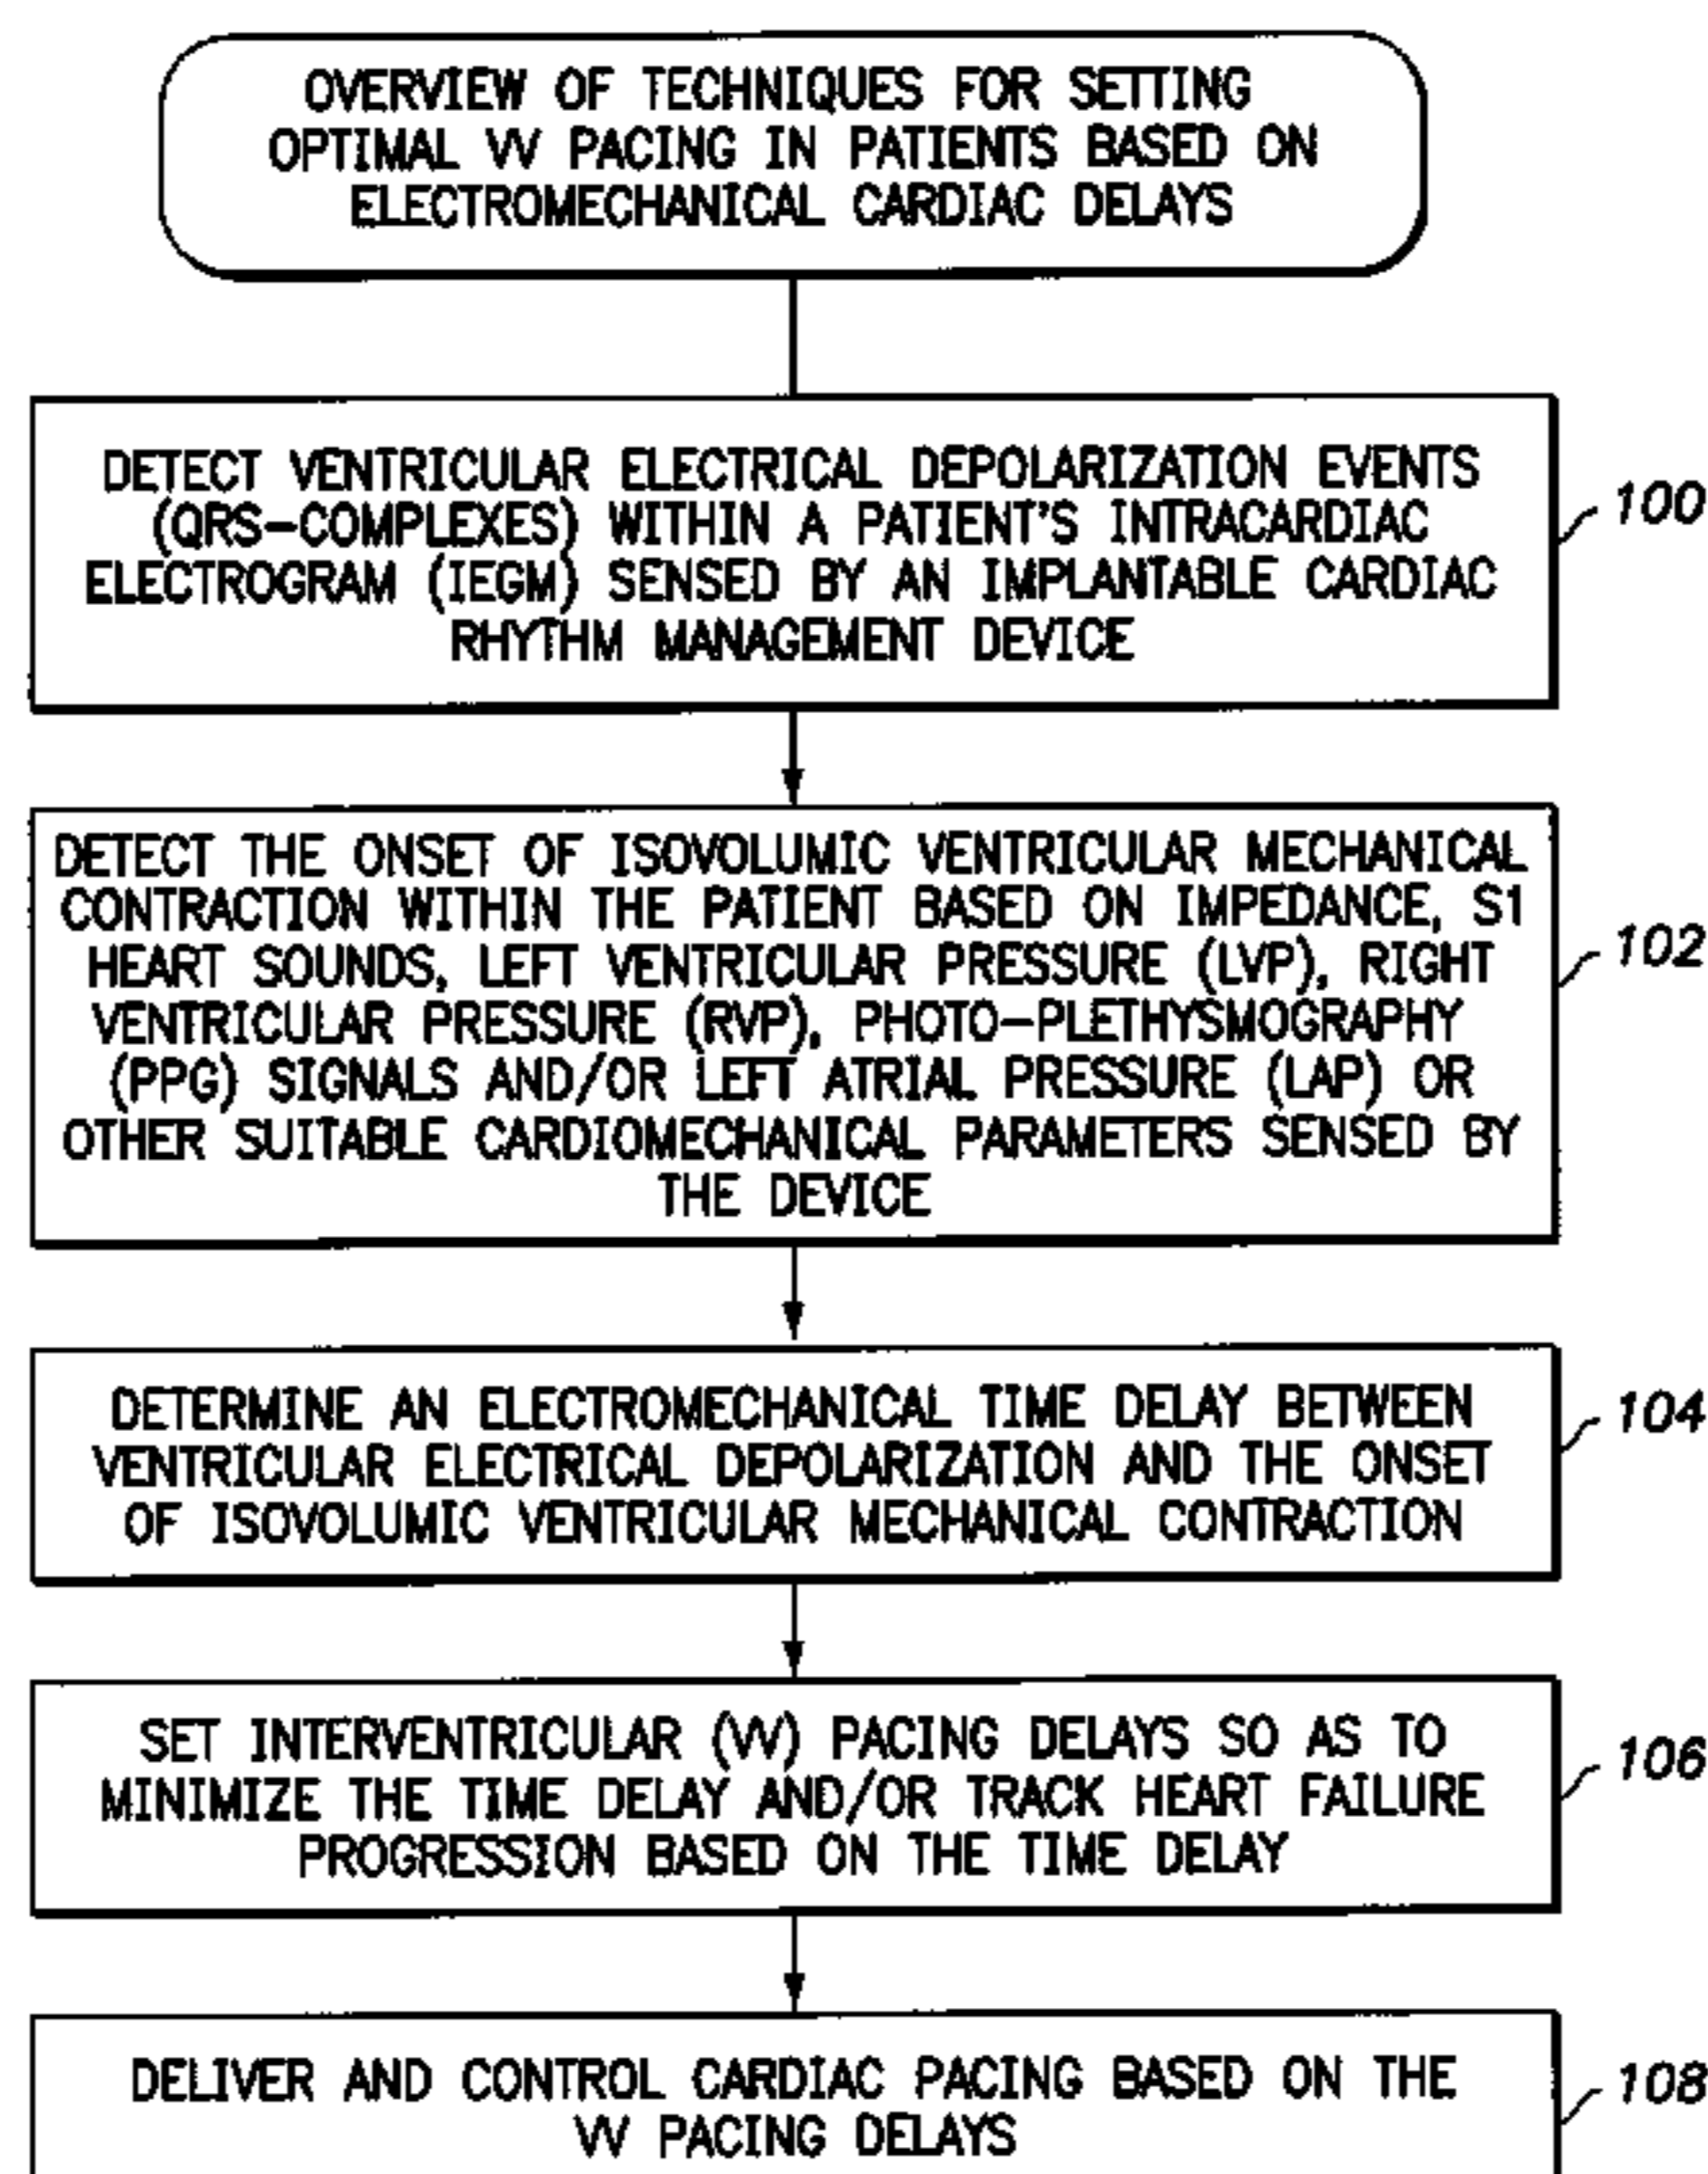 OVERVIEW OF TECHNIQUES FOR SETTING
OPTIMAL VV PACING IN PATIENTS BASED ON
ELECTROMECHANICAL CARDIAC DELAYS
DETECT VENTRICULAR ELECTRICAL DEPOLARIZATION EVENTS
(QRS-COMPLEXES) WITHIN A PATIENT'S INTRACARDIAC
ELECTROGRAM (IEGM) SENSED BY AN IMPLANTABLE CARDIAC
RHYTHM MANAGEMENT DEVICE
100
DETECT THE ONSET OF ISOVOLUMIC VENTRICULAR MECHANICAL
CONTRACTION WITHIN THE PATIENT BASED ON IMPEDANCE, S1
HEART SOUNDS, LEFT VENTRICULAR PRESSURE (LVP), RIGHT
VENTRICULAR PRESSURE (RVP), PHOTO-PLETHYSMOGRAPHY
(PPG) SIGNALS AND/OR LEFT ATRIAL PRESSURE (LAP) OR
OTHER SUITABLE CARDIOMECHANICAL PARAMETERS SENSED BY
THE DEVICE
102
DETERMINE AN ELECTROMECHANICAL TIME DELAY BETWEEN
VENTRICULAR ELECTRICAL DEPOLARIZATION AND THE ONSET
OF ISOVOLUMIC VENTRICULAR MECHANICAL CONTRACTION
104
SET INTERVENTRICULAR (VV) PACING DELAYS SO AS TO
MINIMIZE THE TIME DELAY AND/OR TRACK HEART FAILURE
PROGRESSION BASED ON THE TIME DELAY
106
DELIVER AND CONTROL CARDIAC PACING BASED ON THE
VV PACING DELAYS
108